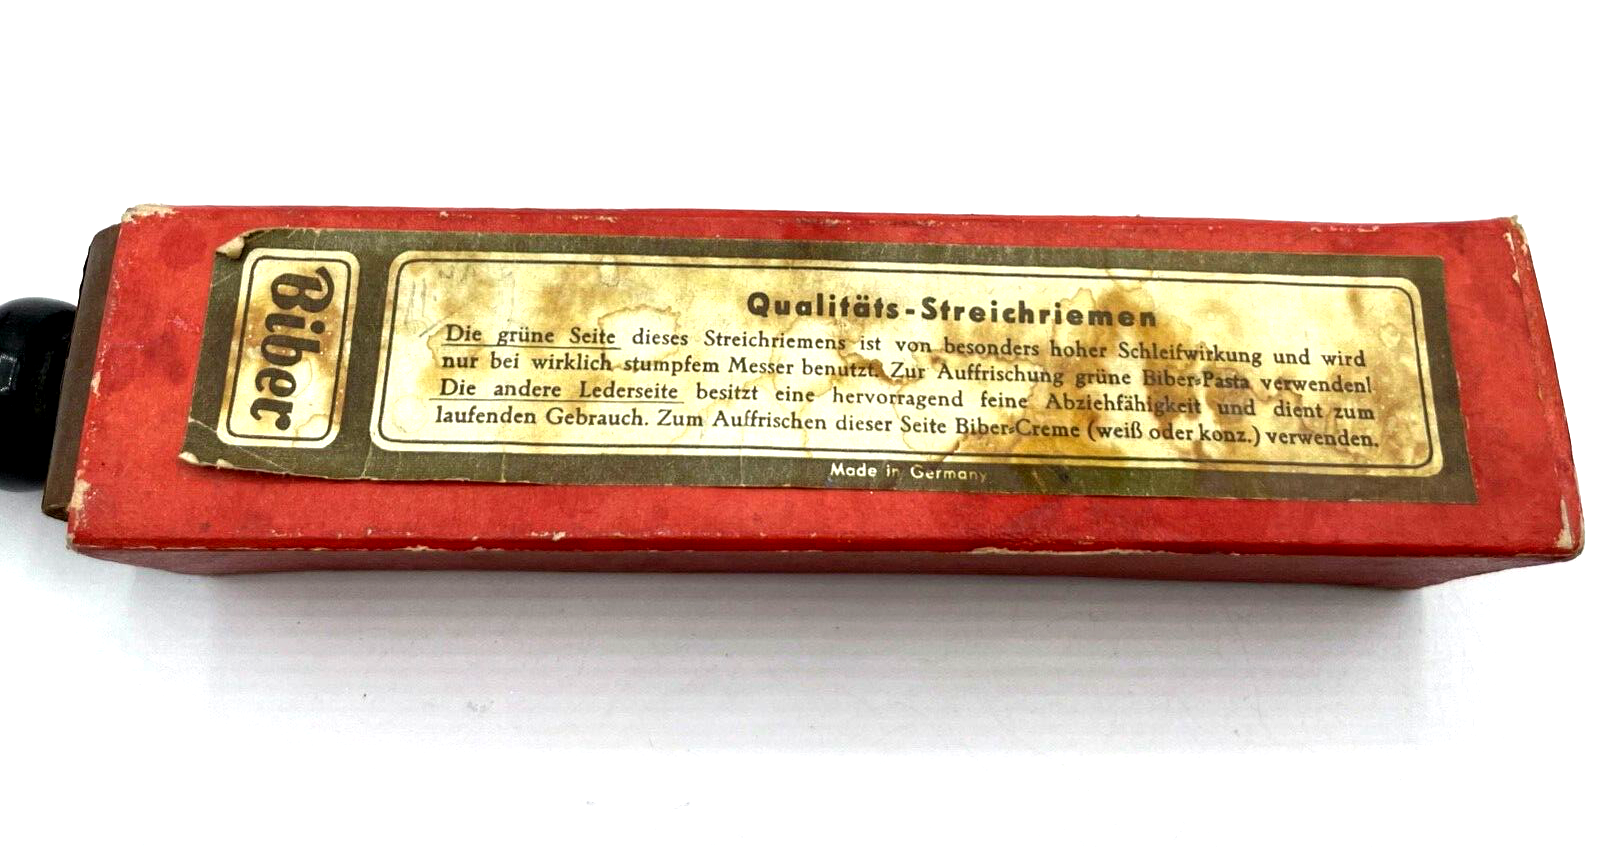 Biber
Qualitäts-Streichriemen
Die grüne Seite dieses Streichriemens ist von besonders hoher Schleifwirkung und wird
nur bei wirklich stumpfem Messer benutzt. Zur Auffrischung grüne Biber-Pasta verwenden!
Die andere Lederseite besitzt eine hervorragend feine Abziehfähigkeit und dient zum
laufenden Gebrauch. Zum Auffrischen dieser Seite Biber-Creme (weiß oder konz.) verwenden.
Made in Germany